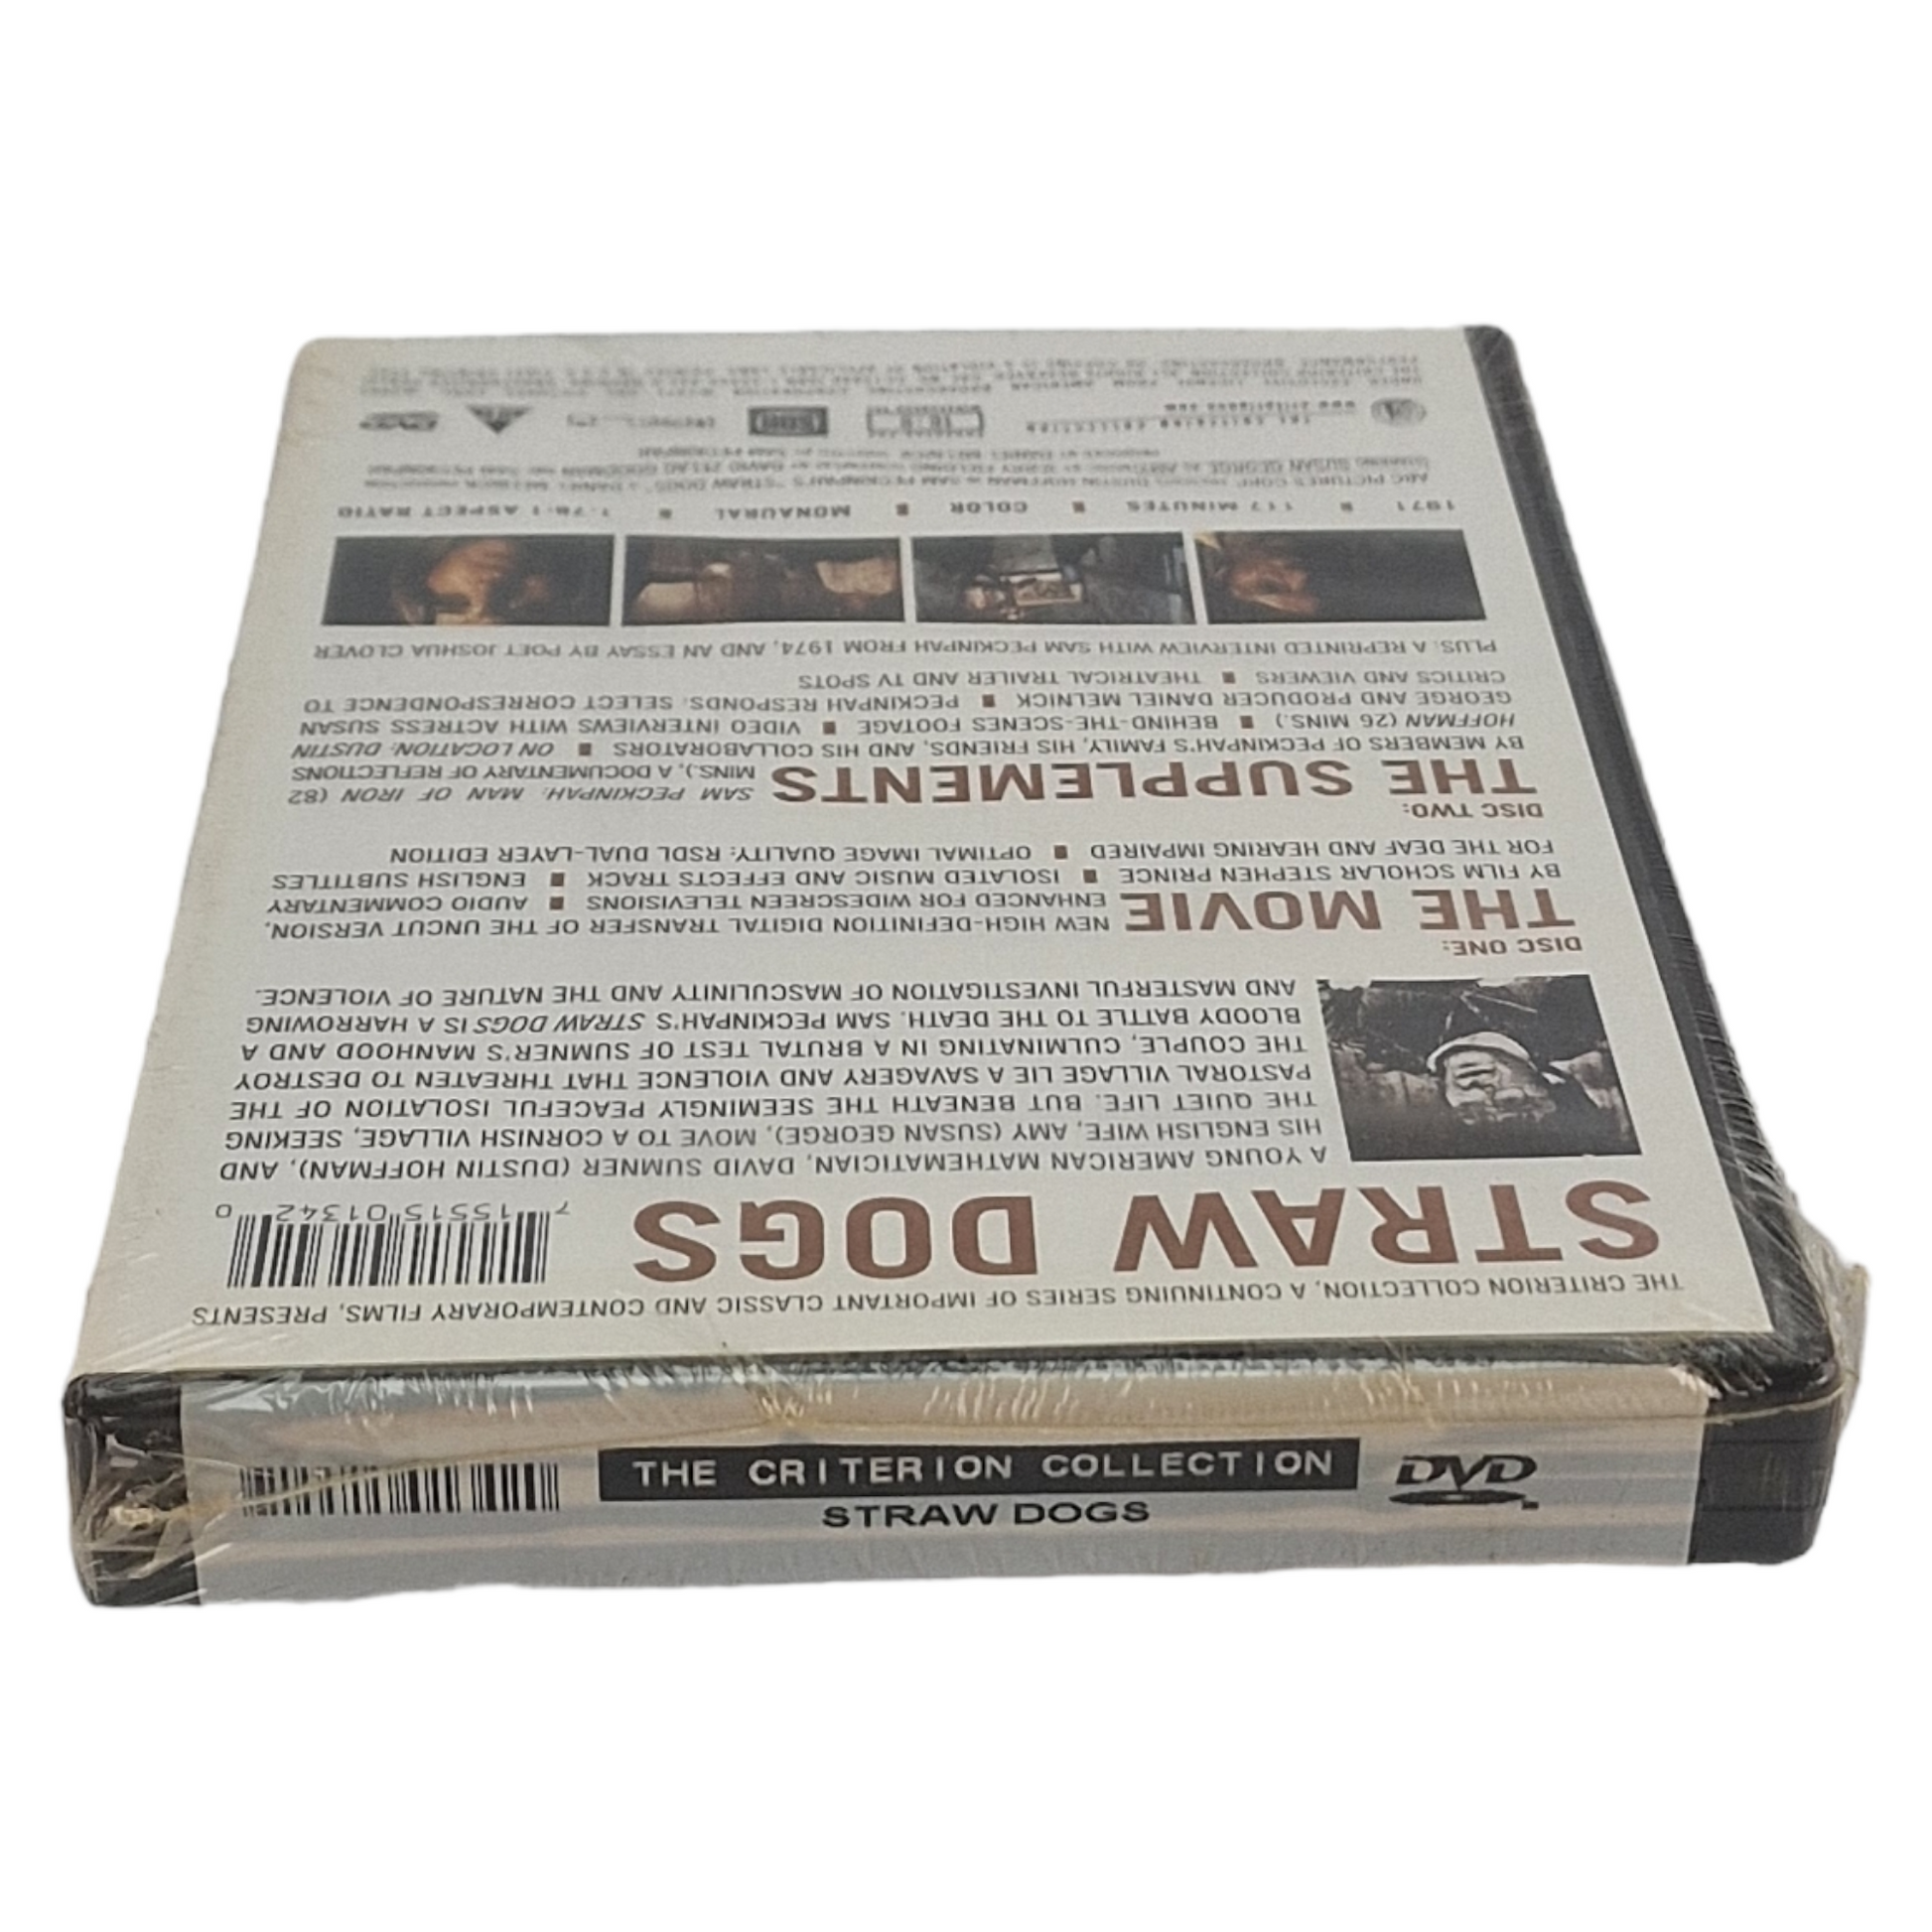 THE CRITERION COLLECTION, A CONTINUING SERIES OF IMPORTANT CLASSIC AND CONTEMPORARY FILMS, PRESENTS
STRAW DOGS
7 15515 01342 0
A YOUNG AMERICAN MATHEMATICIAN, DAVID SUMNER (DUSTIN HOFFMAN), AND
HIS ENGLISH WIFE, AMY (SUSAN GEORGE), MOVE TO A CORNISH VILLAGE, SEEKING
THE QUIET LIFE. BUT BENEATH THE SEEMINGLY PEACEFUL ISOLATION OF THE
PASTORAL VILLAGE LIE A SAVAGERY AND VIOLENCE THAT THREATEN TO DESTROY
THE COUPLE, CULMINATING IN A BRUTAL TEST OF SUMNER'S MANHOOD AND A
BLOODY BATTLE TO THE DEATH. SAM PECKINPAH'S STRAW DOGS IS A HARROWING
AND MASTERFUL INVESTIGATION OF MASCULINITY AND THE NATURE OF VIOLENCE.
DISC ONE:
THE MOVIE
NEW HIGH-DEFINITION DIGITAL TRANSFER OF THE UNCUT VERSION,
ENHANCED FOR WIDESCREEN TELEVISIONS ■ AUDIO COMMENTARY
BY FILM SCHOLAR STEPHEN PRINCE ■ ISOLATED MUSIC AND EFFECTS TRACK ■ ENGLISH SUBTITLES
FOR THE DEAF AND HEARING IMPAIRED ■ OPTIMAL IMAGE QUALITY: RSDL DUAL-LAYER EDITION
DISC TWO:
THE SUPPLEMENTS
SAM PECKINPAH: MAN OF IRON (82
MINS.), A DOCUMENTARY OF REFLECTIONS
BY MEMBERS OF PECKINPAH'S FAMILY, HIS FRIENDS, AND HIS COLLABORATORS ■ ON LOCATION: DUSTIN
HOFFMAN (26 MINS.) ■ BEHIND-THE-SCENES FOOTAGE ■ VIDEO INTERVIEWS WITH ACTRESS SUSAN
GEORGE AND PRODUCER DANIEL MELNICK ■ PECKINPAH RESPONDS: SELECT CORRESPONDENCE TO
CRITICS AND VIEWERS ■ THEATRICAL TRAILER AND TV SPOTS
PLUS: A REPRINTED INTERVIEW WITH SAM PECKINPAH FROM 1974, AND AN ESSAY BY POET JOSHUA CLOVER
1971 ■ 117 MINUTES ■ COLOR ■ MONAURAL ■ 1.78:1 ASPECT RATIO
THE CRITERION COLLECTION
DVD
THE CRITERION COLLECTION
DVD
STRAW DOGS